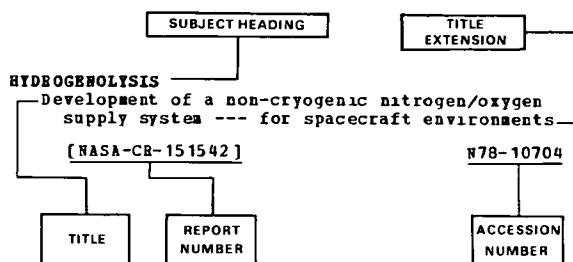 SUBJECT HEADING
TITLE
EXTENSION
HYDROGENOLYSIS
Development of a non-cryogenic nitrogen/oxygen
supply system --- for spacecraft environments
[NASA-CR-151542]
N78-10704
TITLE
REPORT
NUMBER
ACCESSION
NUMBER